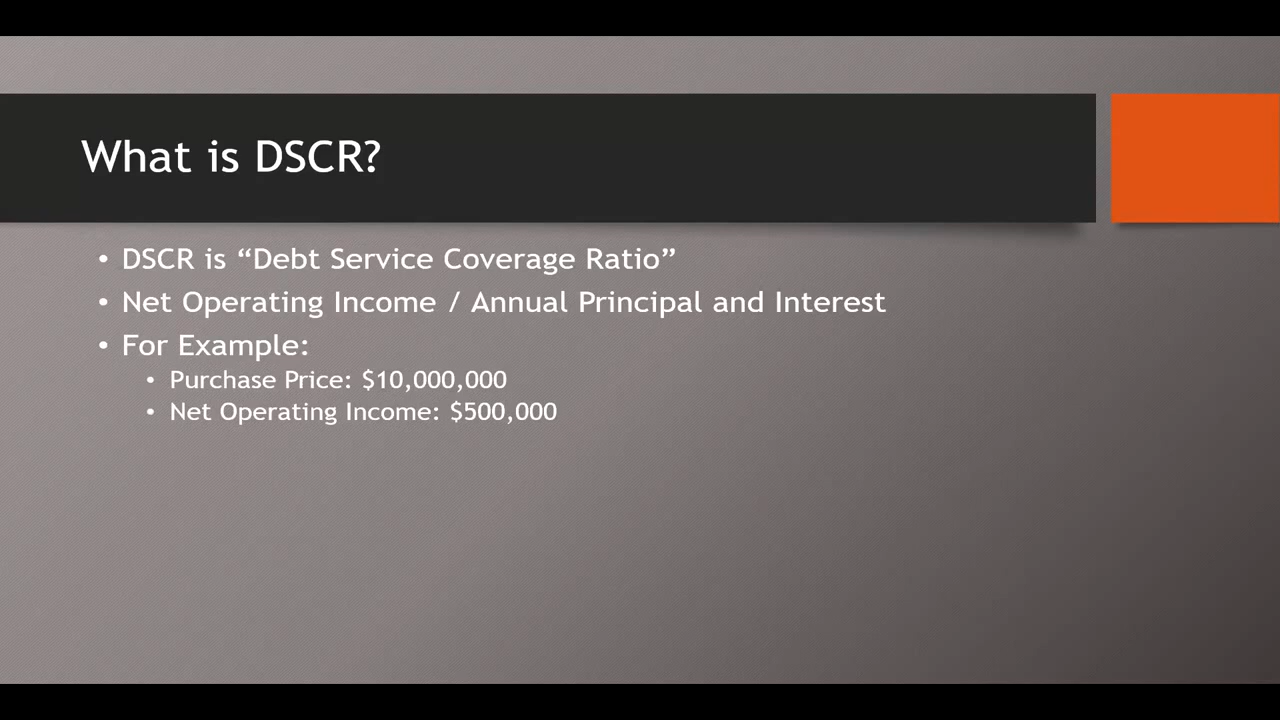 What is DSCR?
• DSCR is “Debt Service Coverage Ratio”
• Net Operating Income / Annual Principal and Interest
• For Example:
• Purchase Price: $10,000,000
• Net Operating Income: $500,000